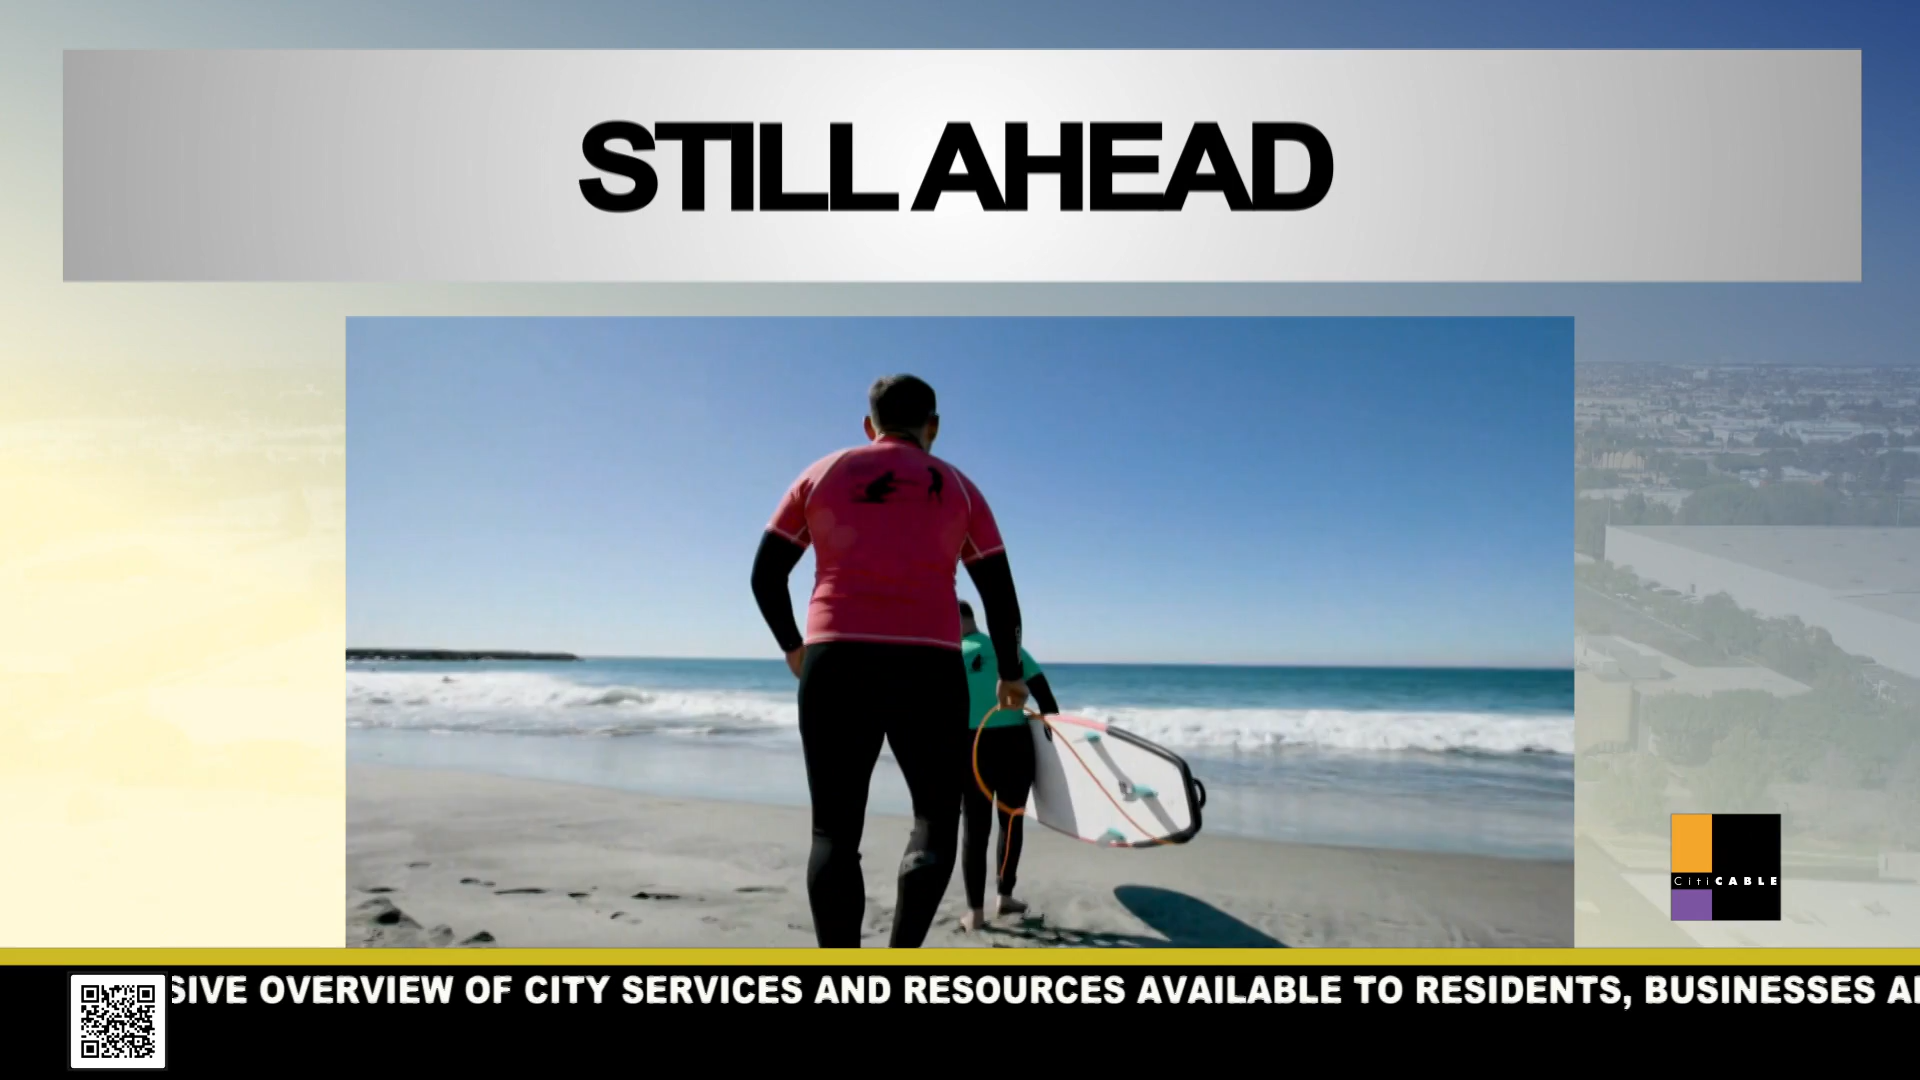 STILL AHEAD
CitiCABLE
SIVE OVERVIEW OF CITY SERVICES AND RESOURCES AVAILABLE TO RESIDENTS, BUSINESSES A